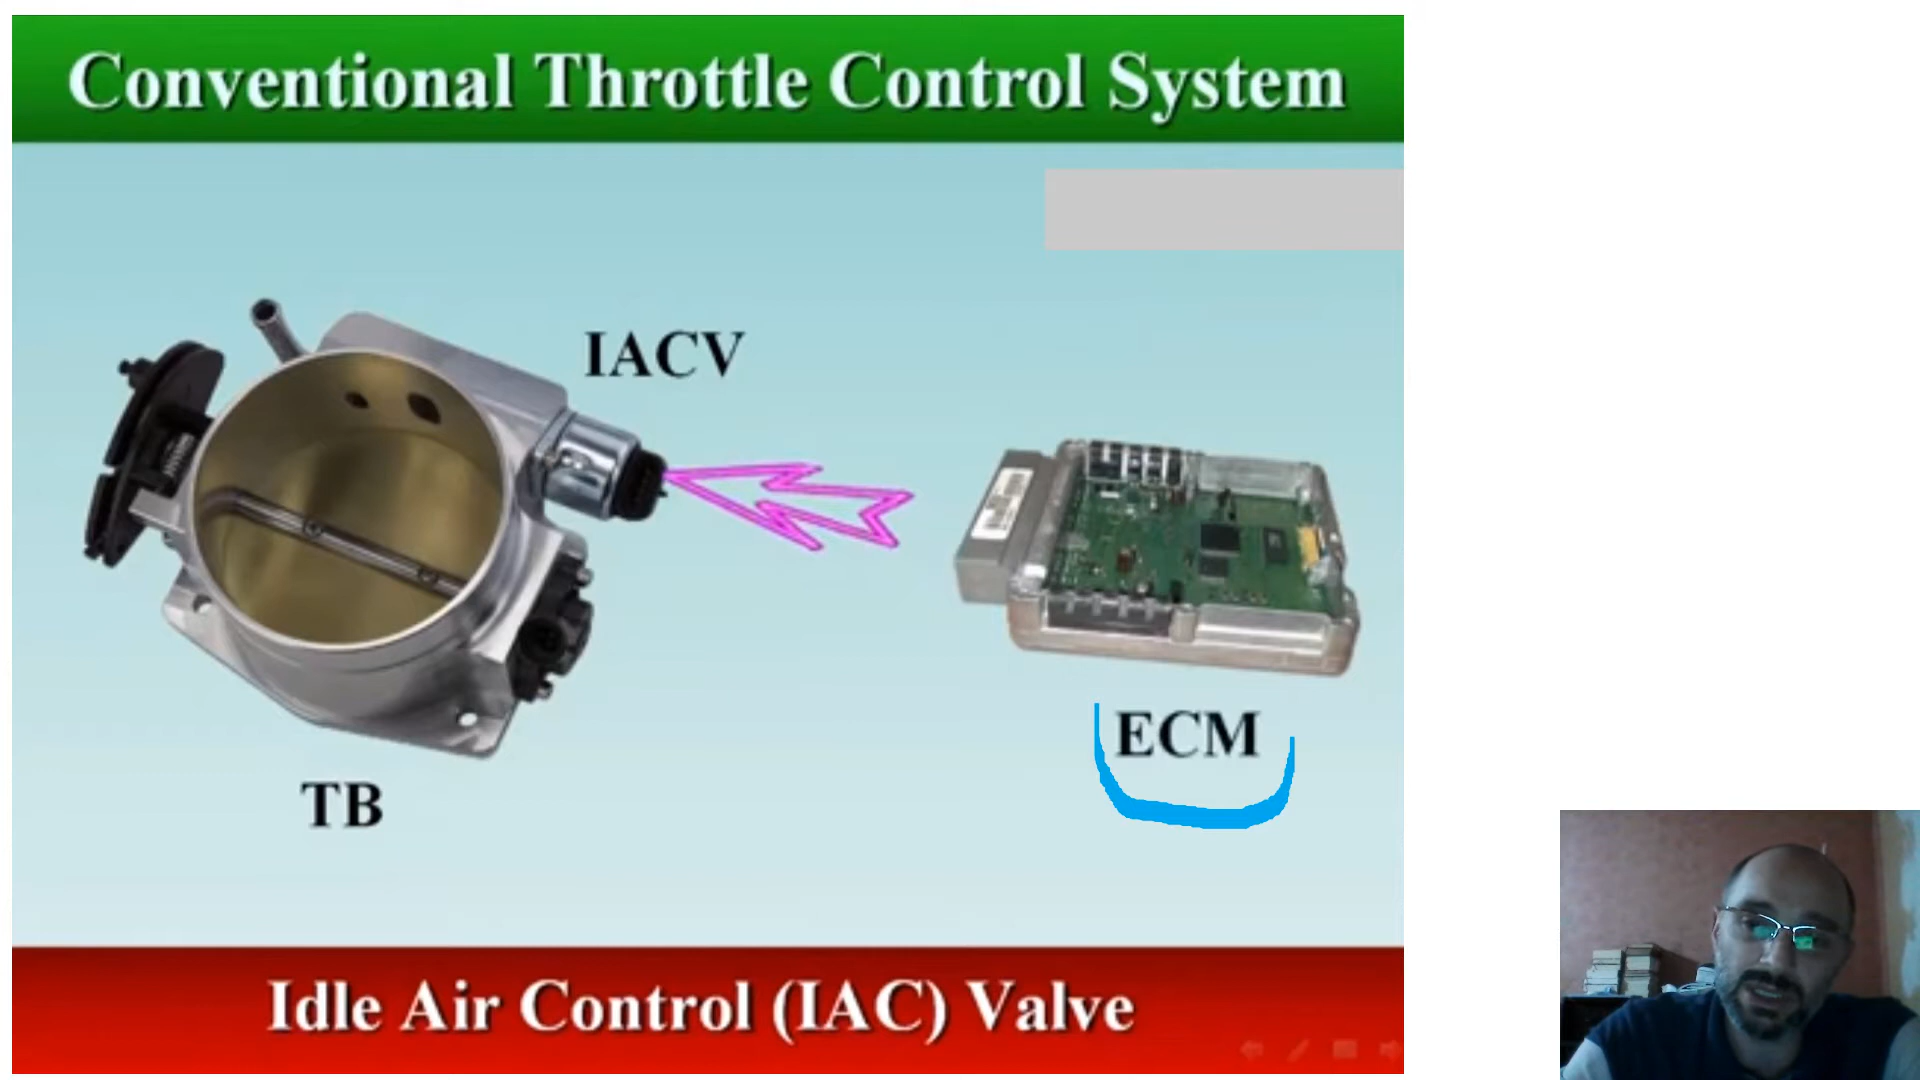 Conventional Throttle Control System
IACV
ECM
TB
Idle Air Control (IAC) Valve